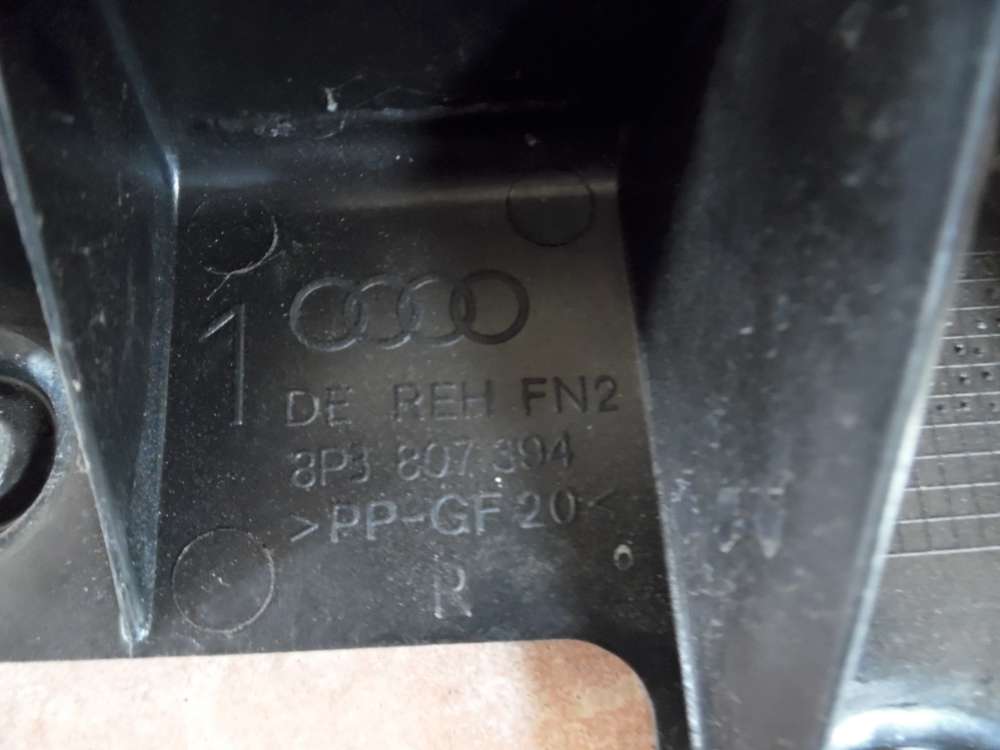 1
DE REH FN2
8P3 807 394
>PP-GF20<
R